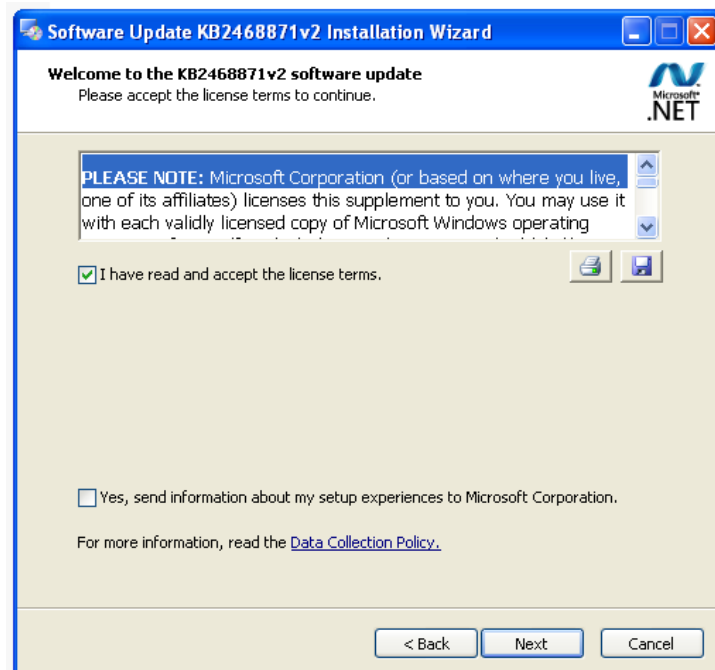 Software Update KB2468871v2 Installation Wizard
Welcome to the KB2468871v2 software update
Please accept the license terms to continue.
Microsoft
.NET
PLEASE NOTE: Microsoft Corporation (or based on where you live,
one of its affiliates) licenses this supplement to you. You may use it
with each validly licensed copy of Microsoft Windows operating
I have read and accept the license terms.
Yes, send information about my setup experiences to Microsoft Corporation.
For more information, read the Data Collection Policy.
< Back Next Cancel